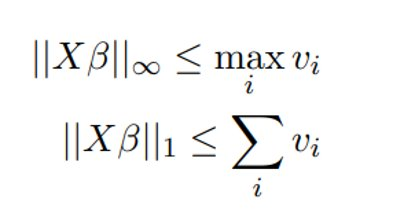 ||Xβ||∞ ≤ max_i v_i
||Xβ||₁ ≤ ∑_i v_i